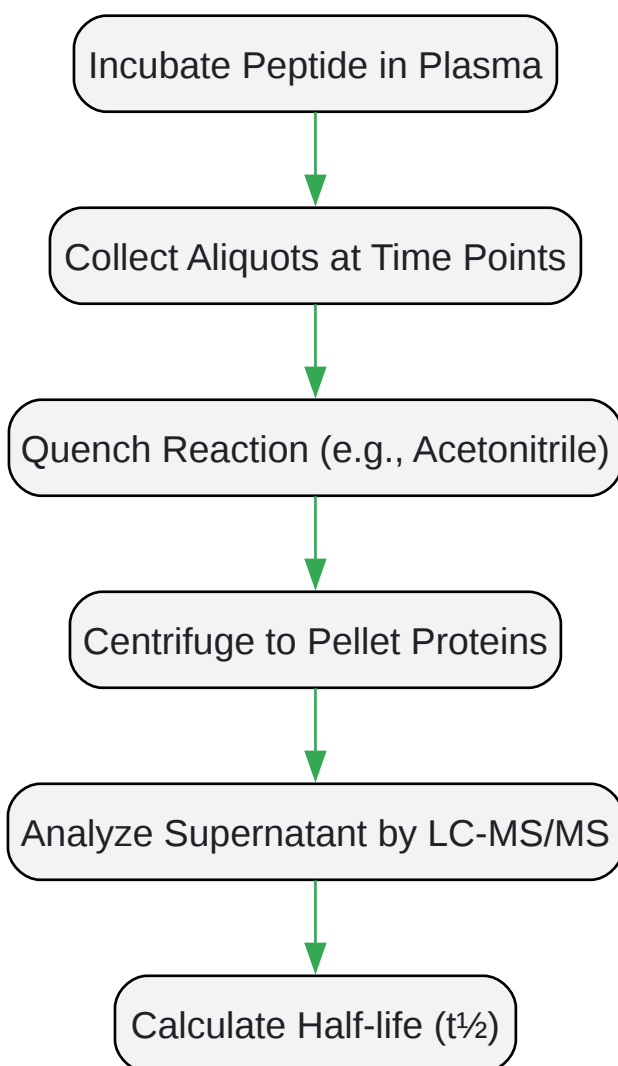 Incubate Peptide in Plasma
Collect Aliquots at Time Points
Quench Reaction (e.g., Acetonitrile)
Centrifuge to Pellet Proteins
Analyze Supernatant by LC-MS/MS
Calculate Half-life (t½)